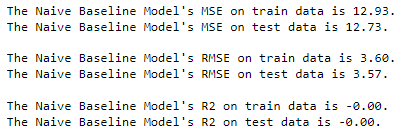 The Naive Baseline Model's MSE on train data is 12.93.
The Naive Baseline Model's MSE on test data is 12.73.
The Naive Baseline Model's RMSE on train data is 3.60.
The Naive Baseline Model's RMSE on test data is 3.57.
The Naive Baseline Model's R2 on train data is -0.00.
The Naive Baseline Model's R2 on test data is -0.00.